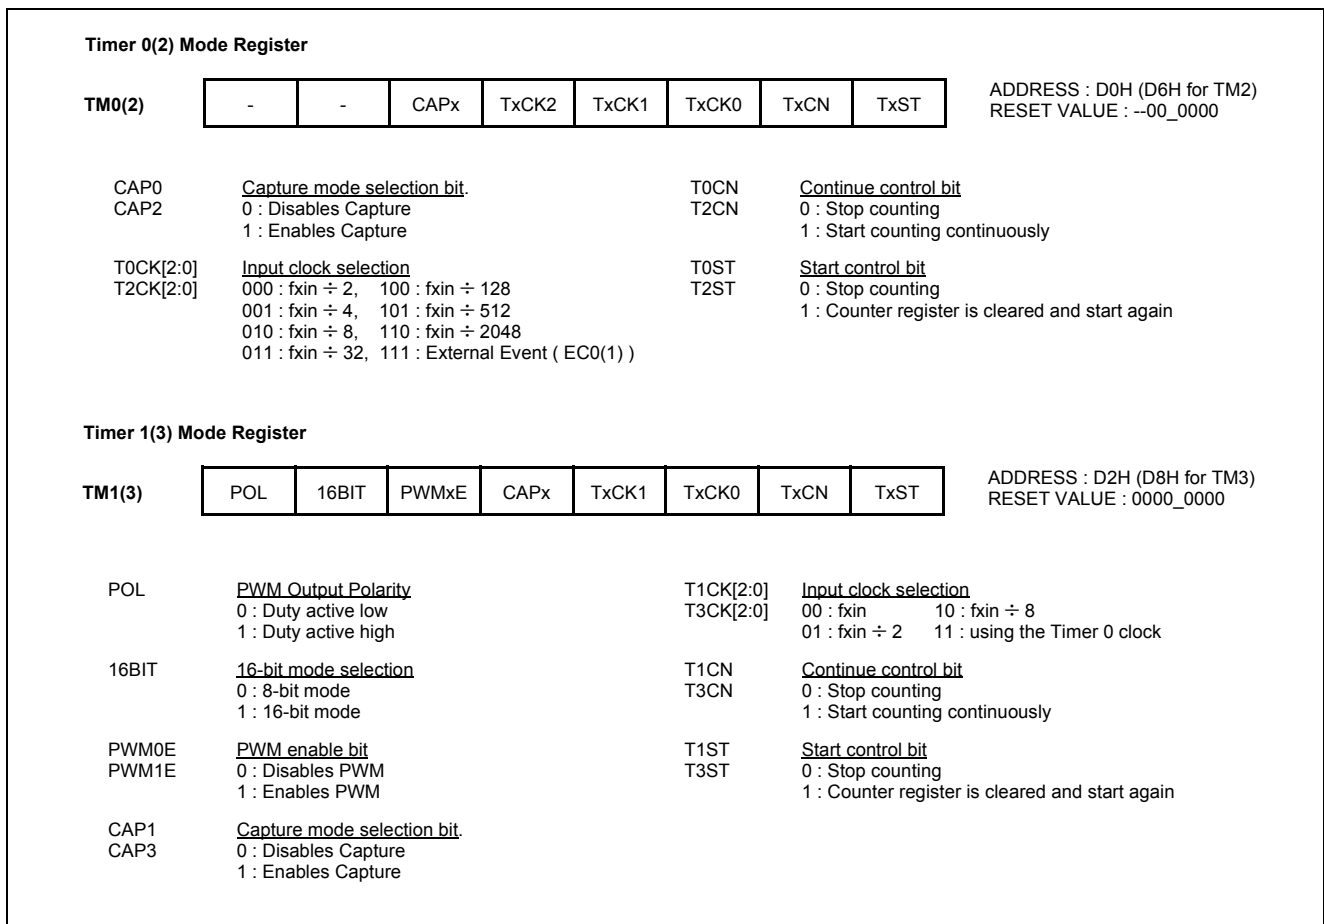 Timer 0(2) Mode Register
TM0(2) - - CAPx TxCK2 TxCK1 TxCK0 TxCN TxST
ADDRESS : D0H (D6H for TM2)
RESET VALUE : --00_0000
CAP0 Capture mode selection bit.
CAP2 0 : Disables Capture
1 : Enables Capture
T0CN Continue control bit
T2CN 0 : Stop counting
1 : Start counting continuously
T0CK[2:0] Input clock selection
T2CK[2:0] 000 : fxin ÷ 2, 100 : fxin ÷ 128
001 : fxin ÷ 4, 101 : fxin ÷ 512
010 : fxin ÷ 8, 110 : fxin ÷ 2048
011 : fxin ÷ 32, 111 : External Event ( EC0(1) )
T0ST Start control bit
T2ST 0 : Stop counting
1 : Counter register is cleared and start again
Timer 1(3) Mode Register
TM1(3) POL 16BIT PWMxE CAPx TxCK1 TxCK0 TxCN TxST
ADDRESS : D2H (D8H for TM3)
RESET VALUE : 0000_0000
POL PWM Output Polarity
0 : Duty active low
1 : Duty active high
T1CK[2:0] Input clock selection
T3CK[2:0] 00 : fxin 10 : fxin ÷ 8
01 : fxin ÷ 2 11 : using the Timer 0 clock
16BIT 16-bit mode selection
0 : 8-bit mode
1 : 16-bit mode
T1CN Continue control bit
T3CN 0 : Stop counting
1 : Start counting continuously
PWM0E PWM enable bit
PWM1E 0 : Disables PWM
1 : Enables PWM
T1ST Start control bit
T3ST 0 : Stop counting
1 : Counter register is cleared and start again
CAP1 Capture mode selection bit.
CAP3 0 : Disables Capture
1 : Enables Capture